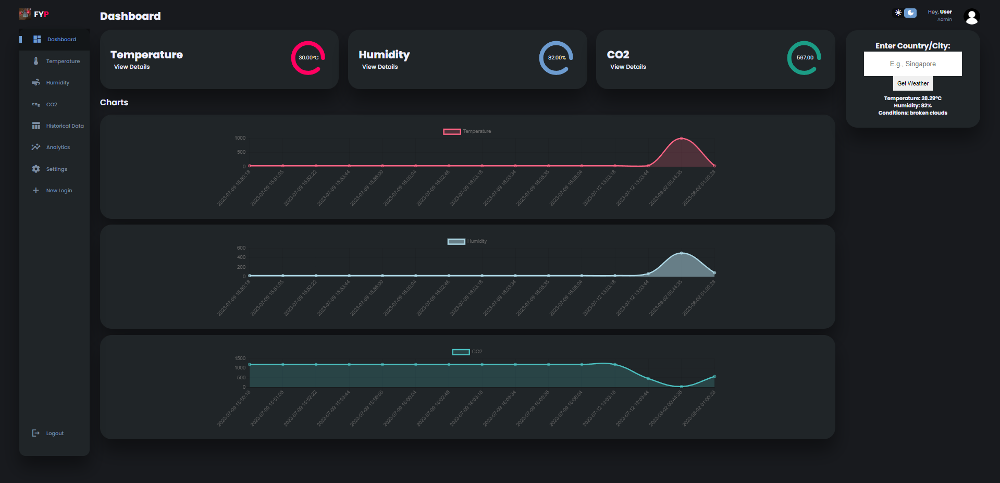 FYP
Dashboard
Temperature
Humidity
CO2
Historical Data
Analytics
Settings
New Login
Logout
Dashboard
Hey, User
Admin
Temperature
View Details
30.00°C
Humidity
View Details
82.00%
CO2
View Details
567.00
Enter Country/City:
E.g., Singapore
Get Weather
Temperature: 28.29°C
Humidity: 82%
Conditions: broken clouds
Charts
Temperature
1000
500
0
2023-07-09 15:50:18
2023-07-09 15:51:05
2023-07-09 15:52:22
2023-07-09 15:53:44
2023-07-09 15:56:00
2023-07-09 16:00:04
2023-07-09 16:02:46
2023-07-09 16:03:18
2023-07-09 16:03:34
2023-07-09 16:05:35
2023-07-09 16:06:04
2023-07-12 13:03:18
2023-07-12 13:03:44
2023-08-02 00:44:35
2023-08-02 01:00:28
Humidity
600
400
200
0
2023-07-09 15:50:18
2023-07-09 15:51:05
2023-07-09 15:52:22
2023-07-09 15:53:44
2023-07-09 15:56:00
2023-07-09 16:00:04
2023-07-09 16:02:46
2023-07-09 16:03:18
2023-07-09 16:03:34
2023-07-09 16:05:35
2023-07-09 16:06:04
2023-07-12 13:03:18
2023-07-12 13:03:44
2023-08-02 00:44:35
2023-08-02 01:00:28
CO2
1500
1000
500
0
2023-07-09 15:50:18
2023-07-09 15:51:05
2023-07-09 15:52:22
2023-07-09 15:53:44
2023-07-09 15:56:00
2023-07-09 16:00:04
2023-07-09 16:02:46
2023-07-09 16:03:18
2023-07-09 16:03:34
2023-07-09 16:05:35
2023-07-09 16:06:04
2023-07-12 13:03:18
2023-07-12 13:03:44
2023-08-02 00:44:35
2023-08-02 01:00:28